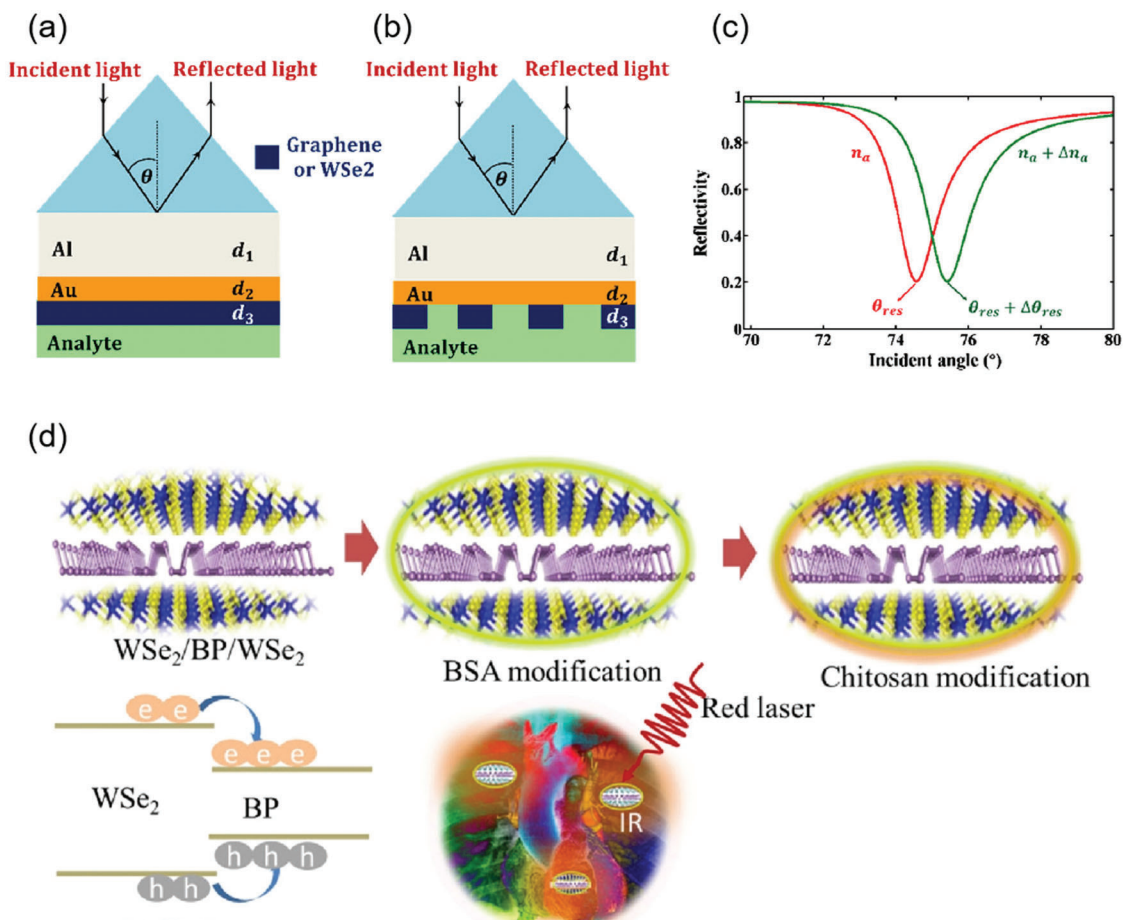 (a)
Incident light Reflected light
θ
Graphene
or WSe2
Al d₁
Au d₂
d₃
Analyte
(b)
Incident light Reflected light
θ
Al d₁
Au d₂
d₃
Analyte
(c)
1
0.8
0.6
0.4
0.2
0
Reflectivity
nₐ
nₐ + Δnₐ
θres
θres + Δθres
70 72 74 76 78 80
Incident angle (°)
(d)
WSe₂/BP/WSe₂
BSA modification
Chitosan modification
Red laser
e e
e e e
WSe₂
BP
h h h
h h
IR